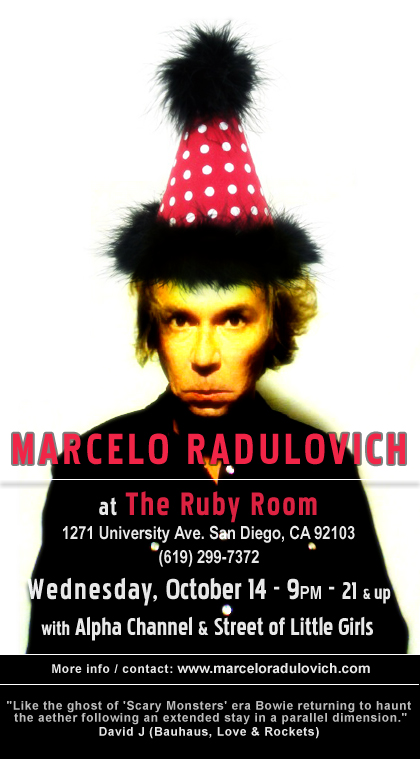 MARCELO RADULOVICH
at The Ruby Room
1271 University Ave. San Diego, CA 92103
(619) 299-7372
Wednesday, October 14 - 9PM - 21 & up
with Alpha Channel & Street of Little Girls
More info / contact: www.marceloradulovich.com
"Like the ghost of 'Scary Monsters' era Bowie returning to haunt
the aether following an extended stay in a parallel dimension."
David J (Bauhaus, Love & Rockets)